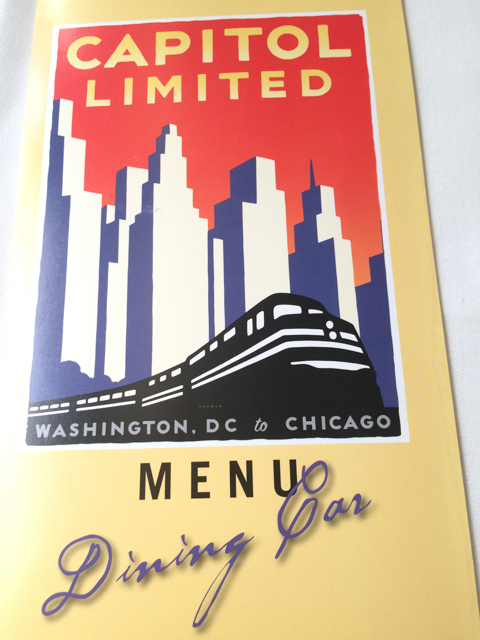 CAPITOL
LIMITED
WASHINGTON, DC to CHICAGO
MENU
Dining Car